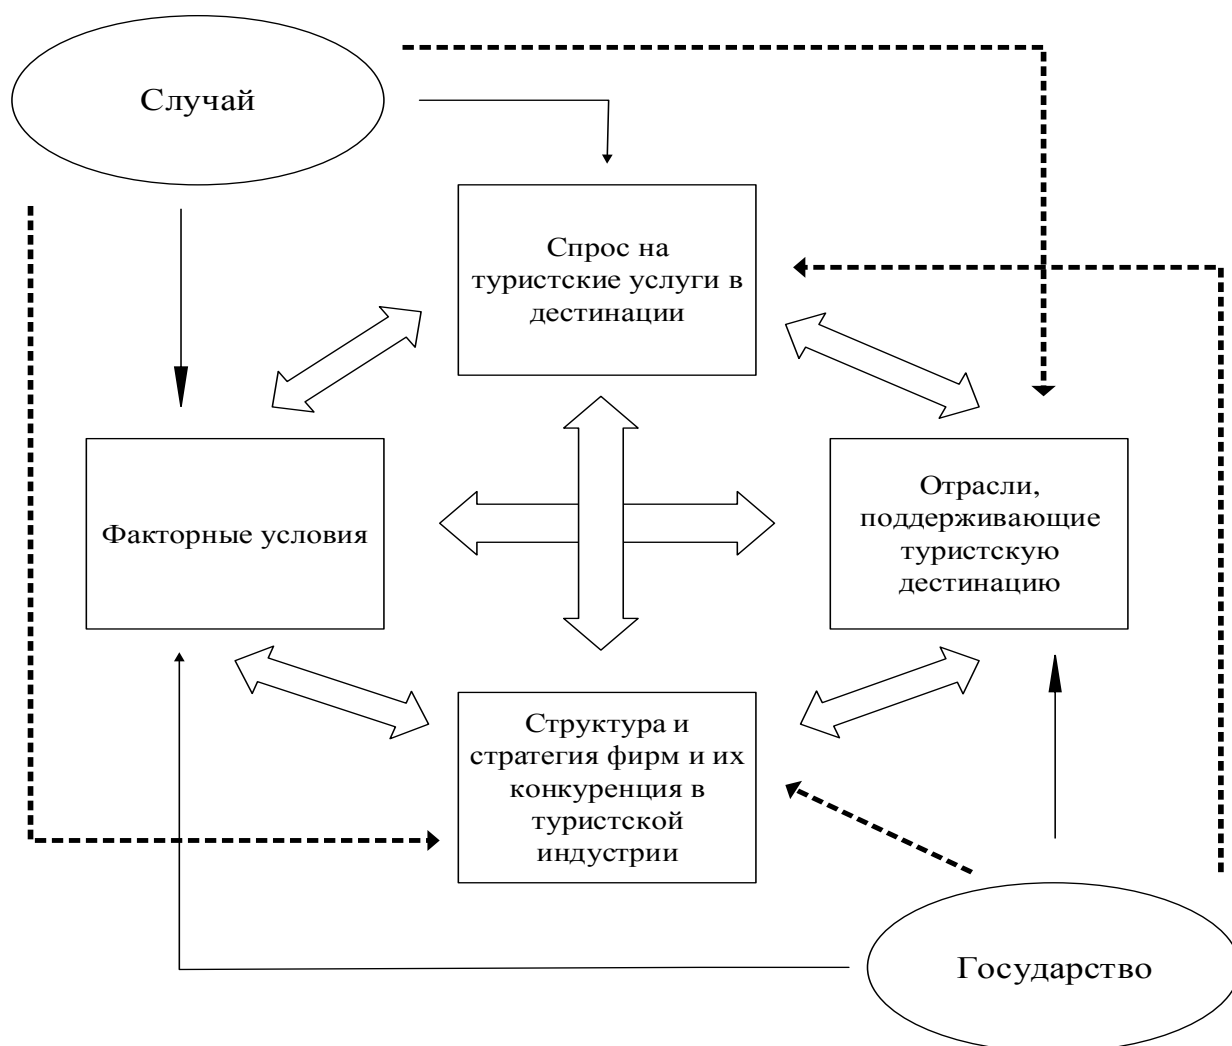 Случай
Спрос на
туристские услуги в
дестинации
Факторные условия
Отрасли,
поддерживающие
туристскую
дестинацию
Структура и
стратегия фирм и их
конкуренция в
туристской
индустрии
Государство